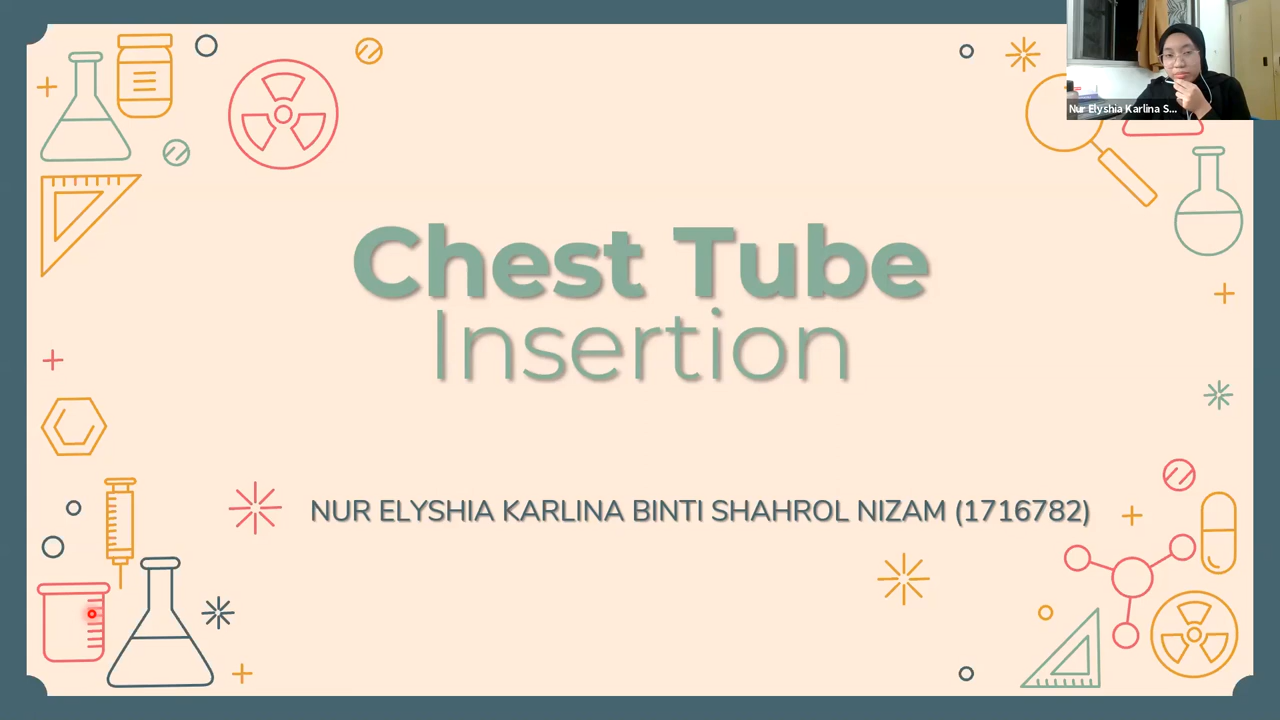 Nur Elyshia Karlina S...
Chest Tube
Insertion
NUR ELYSHIA KARLINA BINTI SHAHROL NIZAM (1716782)